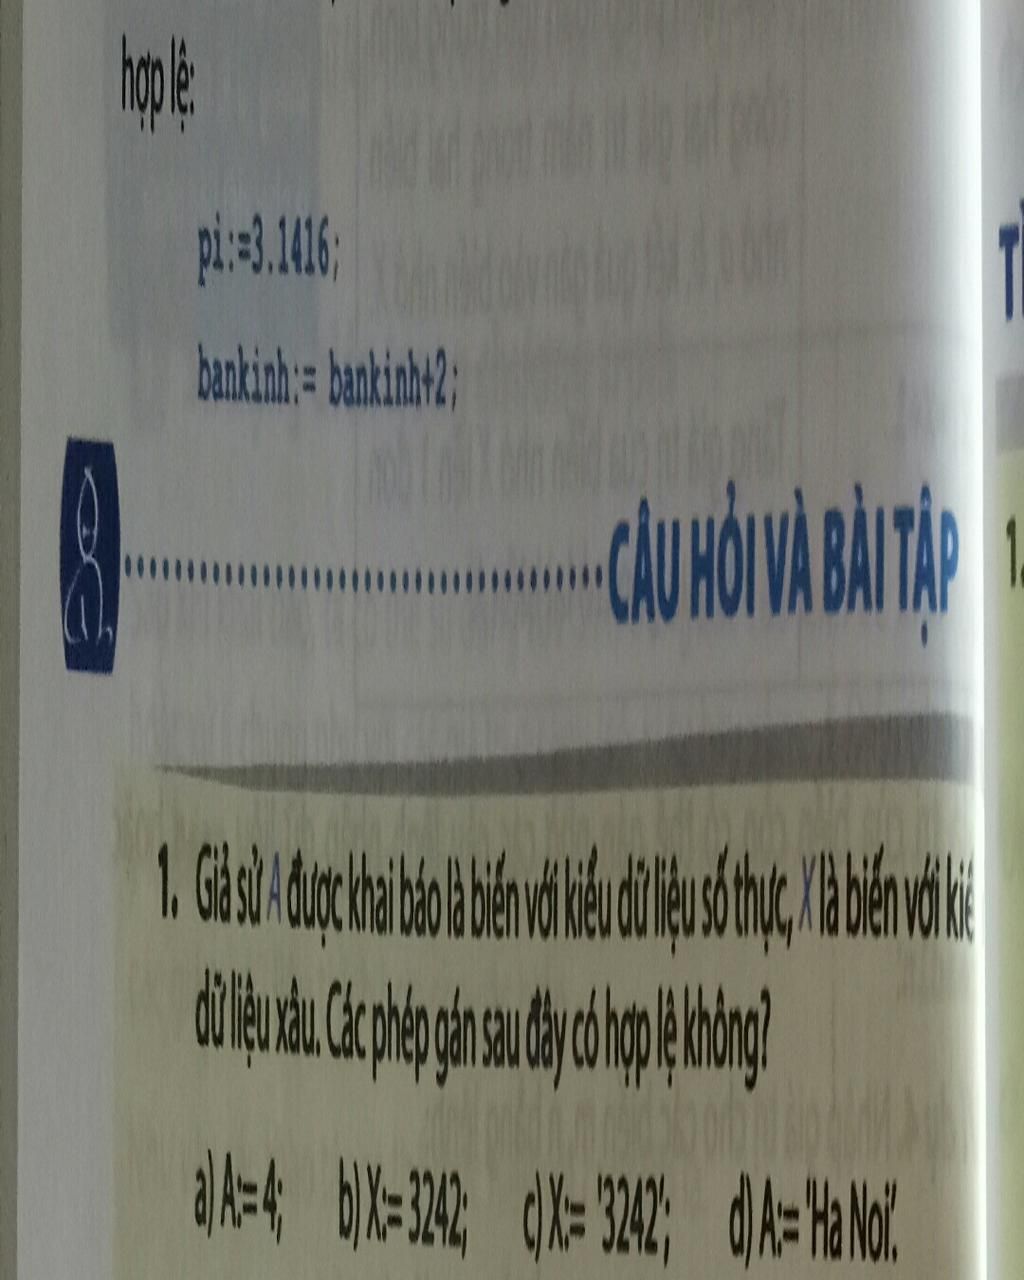 hợp lệ:
pi:=3.1416;
bankinh:= bankinh+2;
CÂU HỎI VÀ BÀI TẬP
1. Giả sử A được khai báo là biến với kiểu dữ liệu số thực, X là biến với
dữ liệu xâu. Các phép gán sau đây có hợp lệ không?
a) A:= 4; b) X:= 3242; c) X:= '3242'; d) A:= 'Ha Noi'.
1.